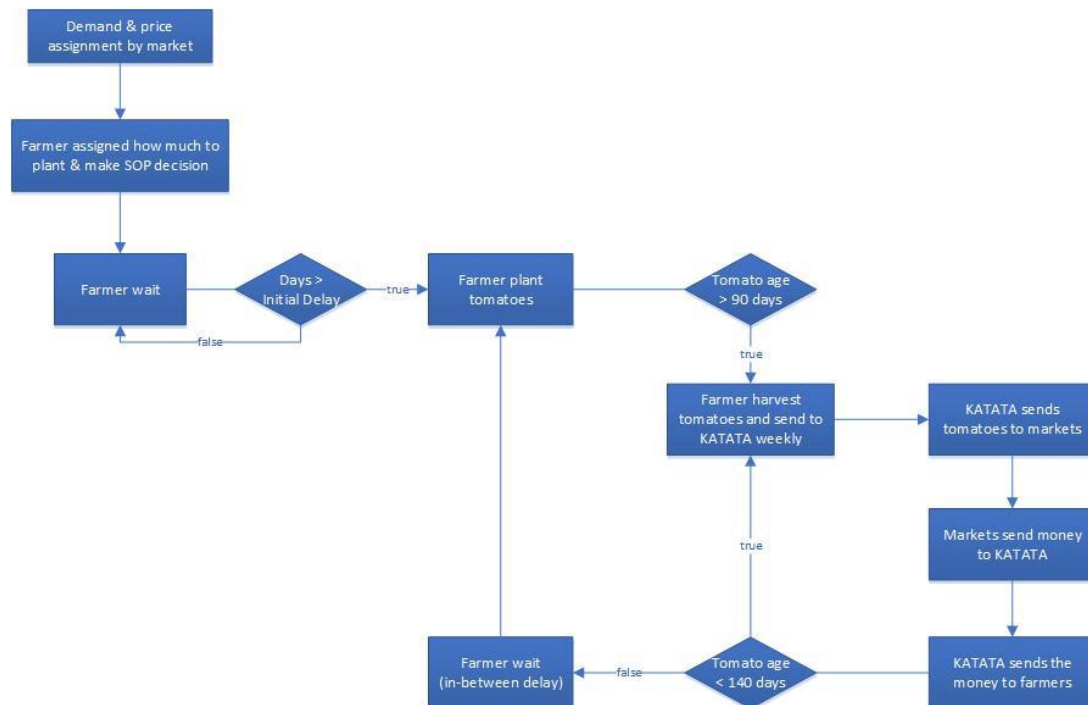 Demand & price
assignment by market
Farmer assigned how much to
plant & make SOP decision
Farmer wait
Days >
Initial Delay
true
false
Farmer plant
tomatoes
Tomato age
> 90 days
true
Farmer harvest
tomatoes and send to
KATATA weekly
KATATA sends
tomatoes to markets
Markets send money
to KATATA
KATATA sends the
money to farmers
Tomato age
< 140 days
true
false
Farmer wait
(in-between delay)